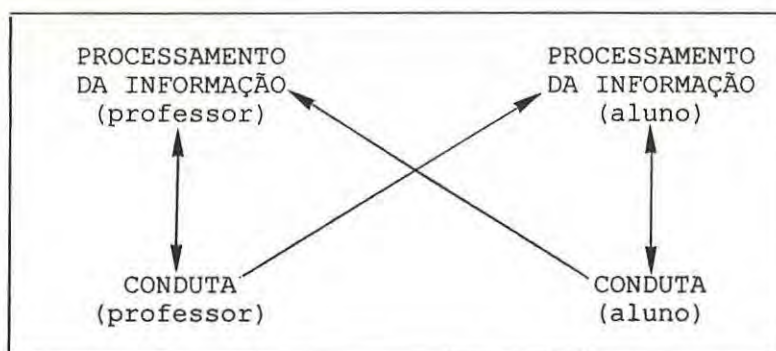 PROCESSAMENTO
DA INFORMAÇÃO
(professor)
PROCESSAMENTO
DA INFORMAÇÃO
(aluno)
CONDUTA
(professor)
CONDUTA
(aluno)